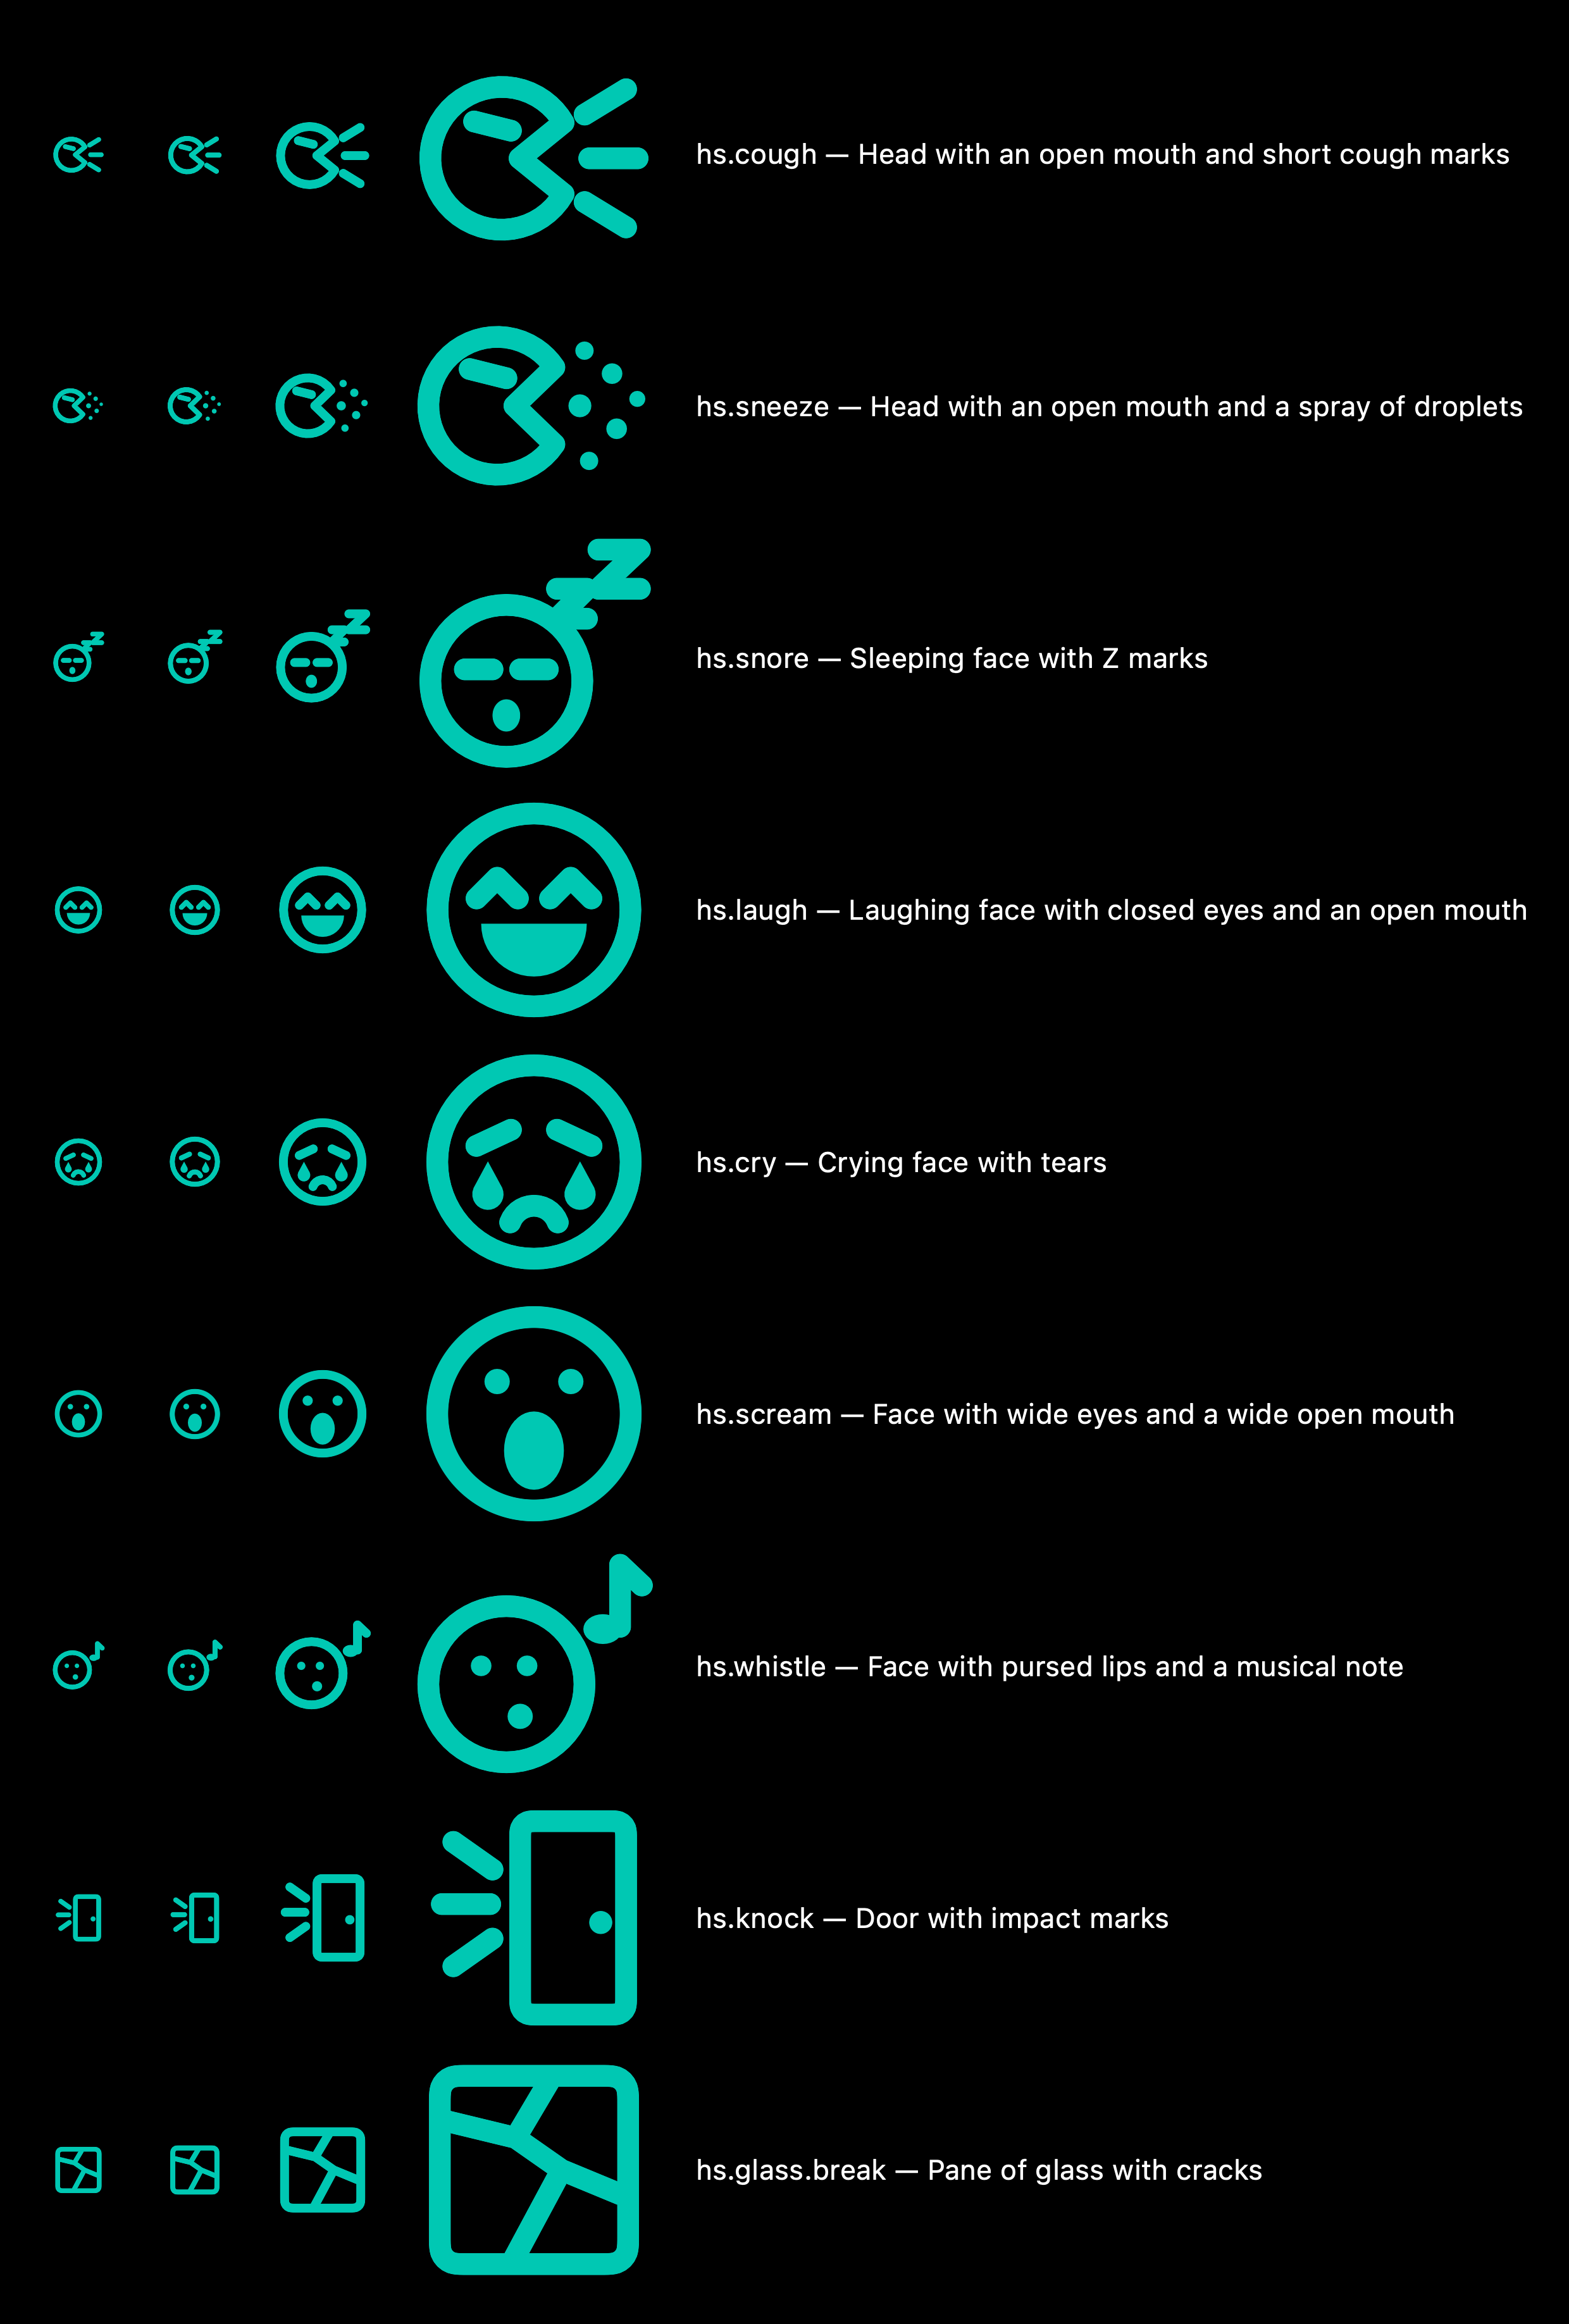 hs.cough — Head with an open mouth and short cough marks
hs.sneeze — Head with an open mouth and a spray of droplets
hs.snore — Sleeping face with Z marks
hs.laugh — Laughing face with closed eyes and an open mouth
hs.cry — Crying face with tears
hs.scream — Face with wide eyes and a wide open mouth
hs.whistle — Face with pursed lips and a musical note
hs.knock — Door with impact marks
hs.glass.break — Pane of glass with cracks